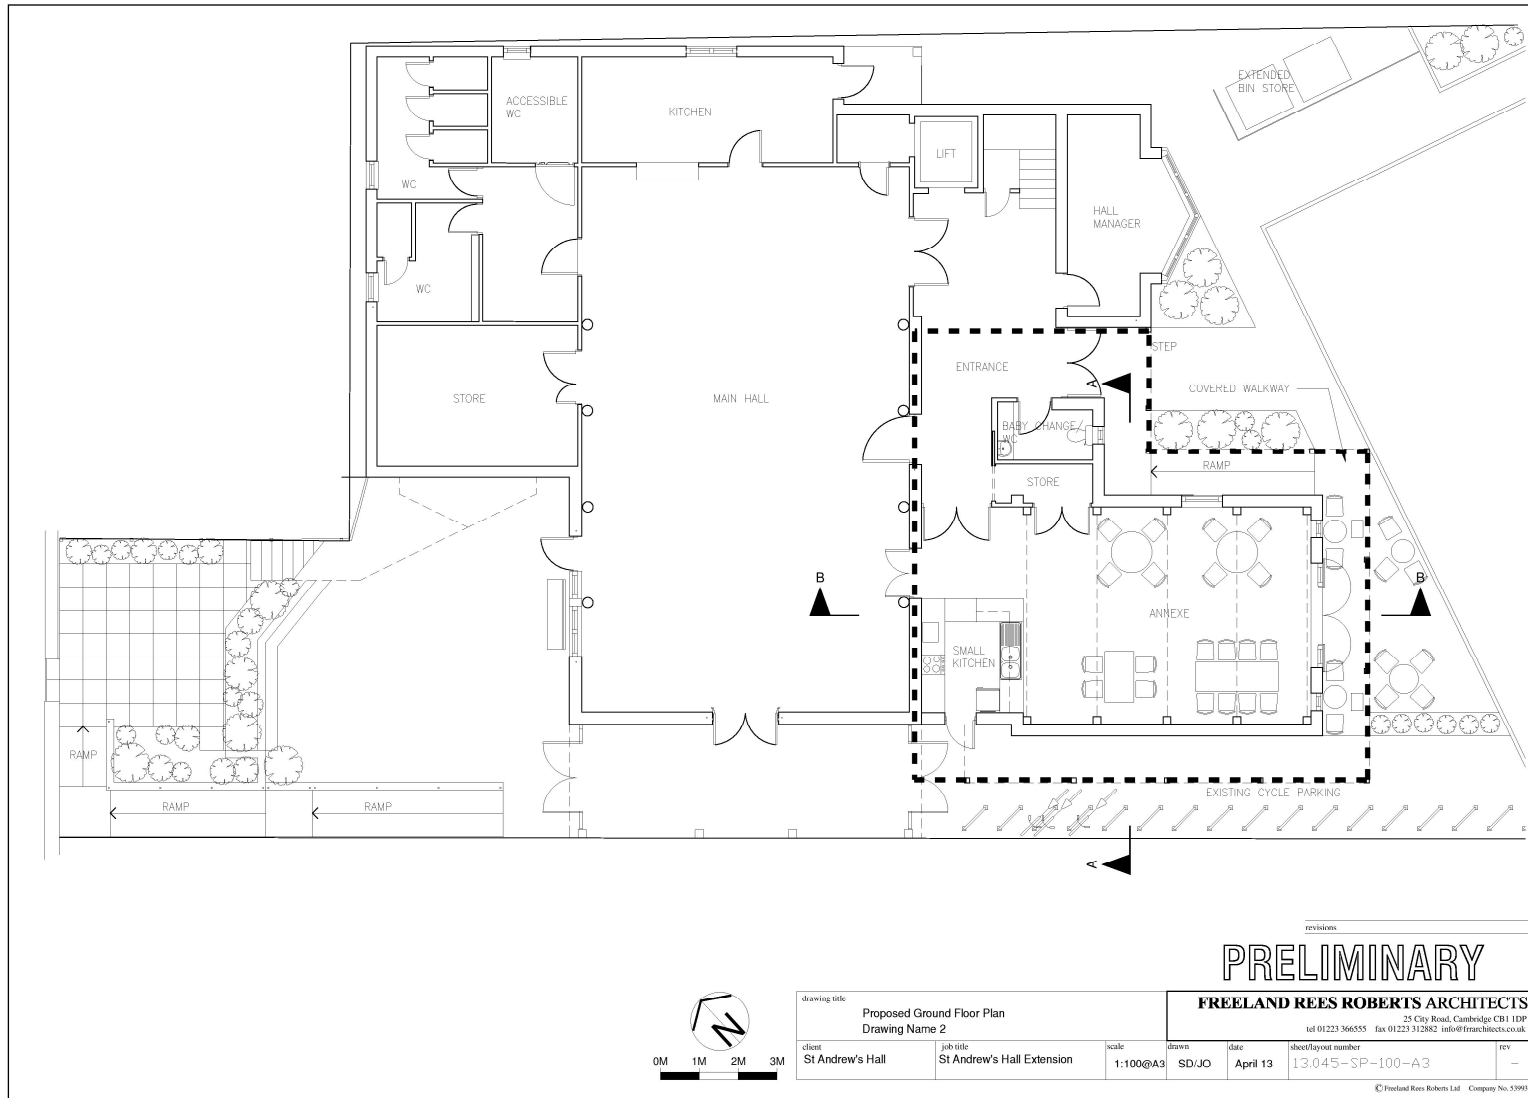 EXTENDED
BIN STORE
ACCESSIBLE
WC
KITCHEN
LIFT
WC
HALL
MANAGER
WC
STEP
ENTRANCE
COVERED WALKWAY
A
STORE
MAIN HALL
BABY CHANGE/
WC
RAMP
STORE
B
B
ANNEXE
SMALL
KITCHEN
RAMP
EXISTING CYCLE PARKING
RAMP
RAMP
A
revisions
PRELIMINARY
N
0M 1M 2M 3M
drawing title
Proposed Ground Floor Plan
Drawing Name 2
FREELAND REES ROBERTS ARCHITECTS
25 City Road, Cambridge CB1 1DP
tel 01223 366555 fax 01223 312882 info@frrarchitects.co.uk
client
St Andrew's Hall
job title
St Andrew's Hall Extension
scale
1:100@A3
drawn
SD/JO
date
April 13
sheet/layout number
13.045-SP-100-A3
rev
-
© Freeland Rees Roberts Ltd Company No. 53993